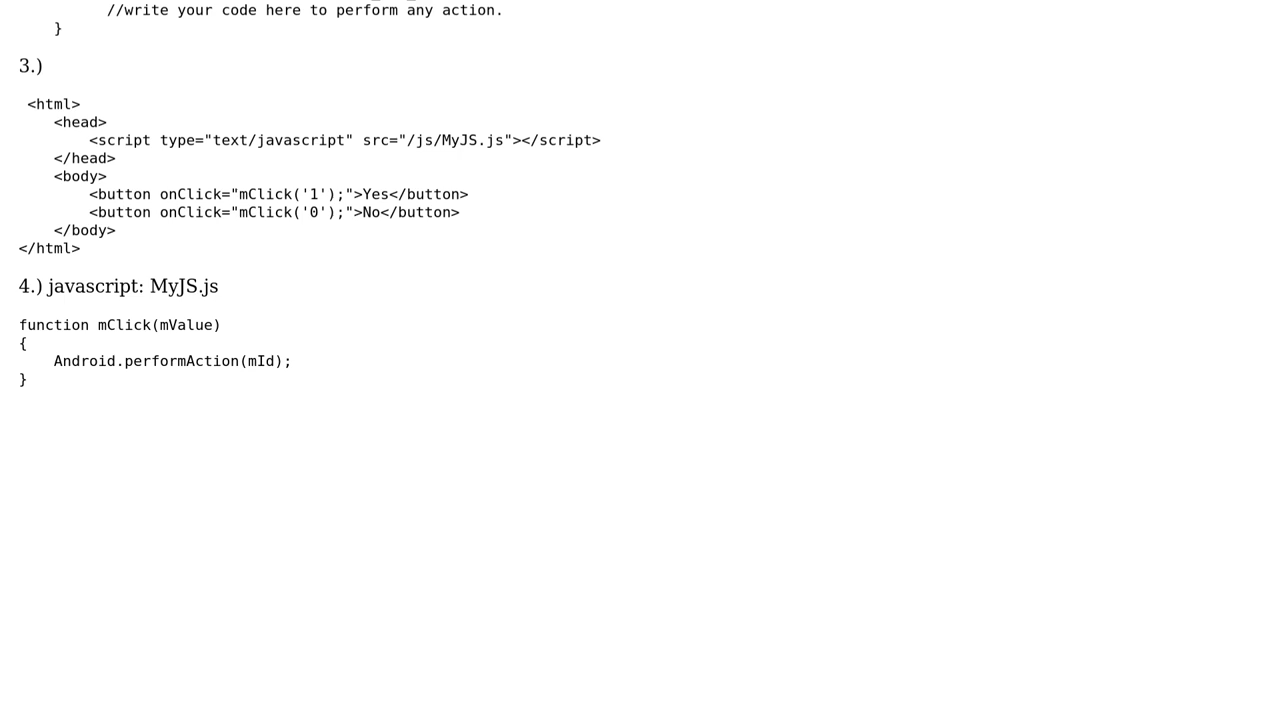 //write your code here to perform any action.
}
3.)
<html>
<head>
<script type="text/javascript" src="/js/MyJS.js"></script>
</head>
<body>
<button onClick="mClick('1');">Yes</button>
<button onClick="mClick('0');">No</button>
</body>
</html>
4.) javascript: MyJS.js
function mClick(mValue)
{
Android.performAction(mId);
}